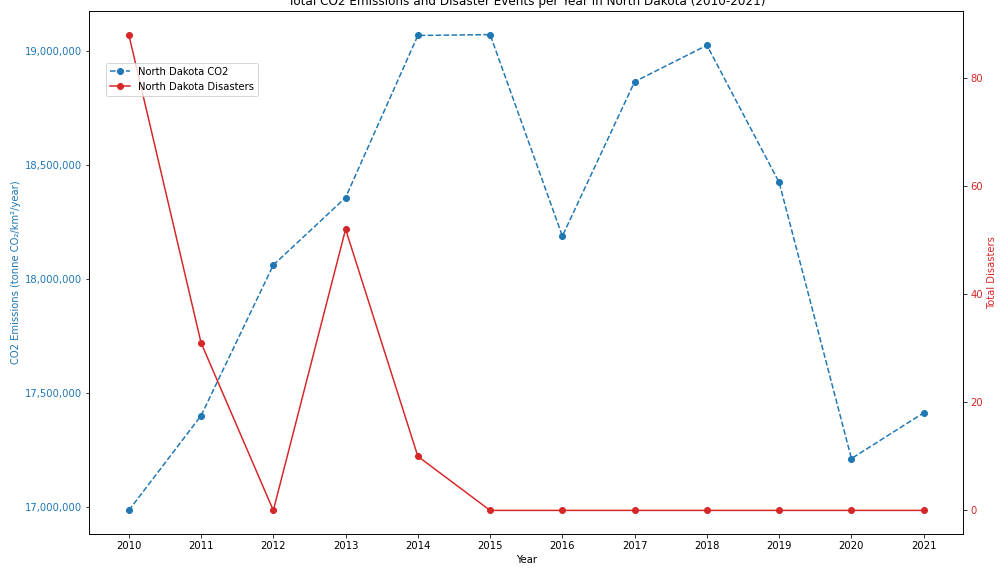 Total CO2 Emissions and Disaster Events per Year in North Dakota (2010-2021)
North Dakota CO2
North Dakota Disasters
19,000,000
18,500,000
18,000,000
17,500,000
17,000,000
CO2 Emissions (tonne CO₂/km²/year)
80
60
40
20
0
Total Disasters
2010 2011 2012 2013 2014 2015 2016 2017 2018 2019 2020 2021
Year